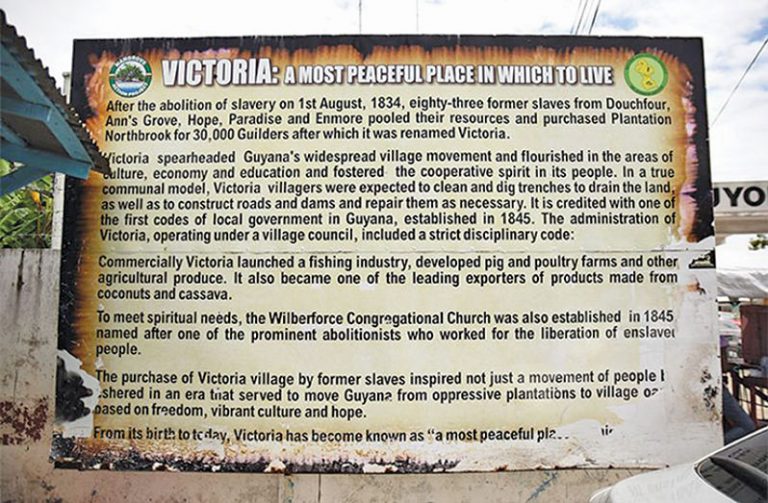 VICTORIA: A MOST PEACEFUL PLACE IN WHICH TO LIVE
After the abolition of slavery on 1st August, 1834, eighty-three former slaves from Douchfour,
Ann's Grove, Hope, Paradise and Enmore pooled their resources and purchased Plantation
Northbrook for 30,000 Guilders after which it was renamed Victoria.
Victoria spearheaded Guyana's widespread village movement and flourished in the areas of
culture, economy and education and fostered the cooperative spirit in its people. In a true
communal model, Victoria villagers were expected to clean and dig trenches to drain the land,
as well as to construct roads and dams and repair them as necessary. It is credited with one of
the first codes of local government in Guyana, established in 1845. The administration of
Victoria, operating under a village council, included a strict disciplinary code:
Commercially Victoria launched a fishing industry, developed pig and poultry farms and other
agricultural produce. It also became one of the leading exporters of products made from
coconuts and cassava.
To meet spiritual needs, the Wilberforce Congregational Church was also established in 1845
named after one of the prominent abolitionists who worked for the liberation of enslaved
people.
The purchase of Victoria village by former slaves inspired not just a movement of people
ushered in an era that served to move Guyana from oppressive plantations to village
based on freedom, vibrant culture and hope.
From its birth to today, Victoria has become known as “a most peaceful
UYO